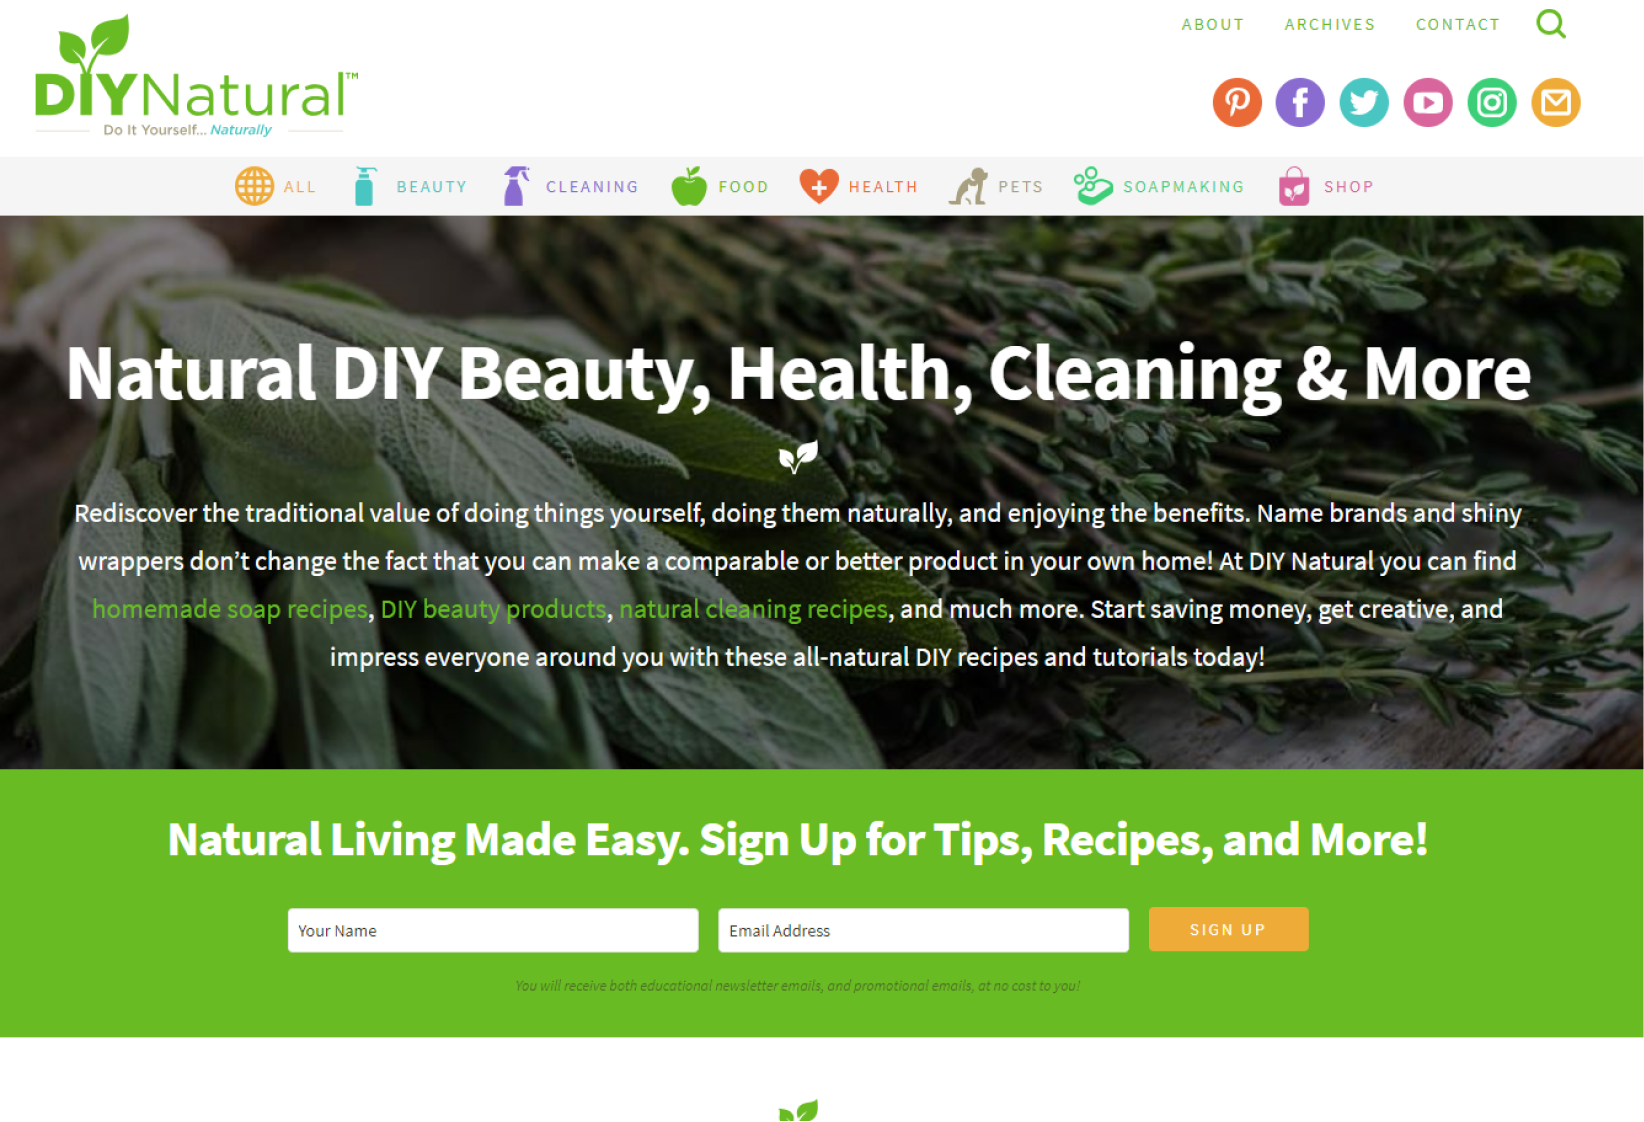 ABOUT ARCHIVES CONTACT
DIYNatural™
Do It Yourself... Naturally
ALL BEAUTY CLEANING FOOD HEALTH PETS SOAPMAKING SHOP
Natural DIY Beauty, Health, Cleaning & More
Rediscover the traditional value of doing things yourself, doing them naturally, and enjoying the benefits. Name brands and shiny
wrappers don’t change the fact that you can make a comparable or better product in your own home! At DIY Natural you can find
homemade soap recipes, DIY beauty products, natural cleaning recipes, and much more. Start saving money, get creative, and
impress everyone around you with these all-natural DIY recipes and tutorials today!
Natural Living Made Easy. Sign Up for Tips, Recipes, and More!
Your Name Email Address SIGN UP
You will receive both educational newsletter emails, and promotional emails, at no cost to you!